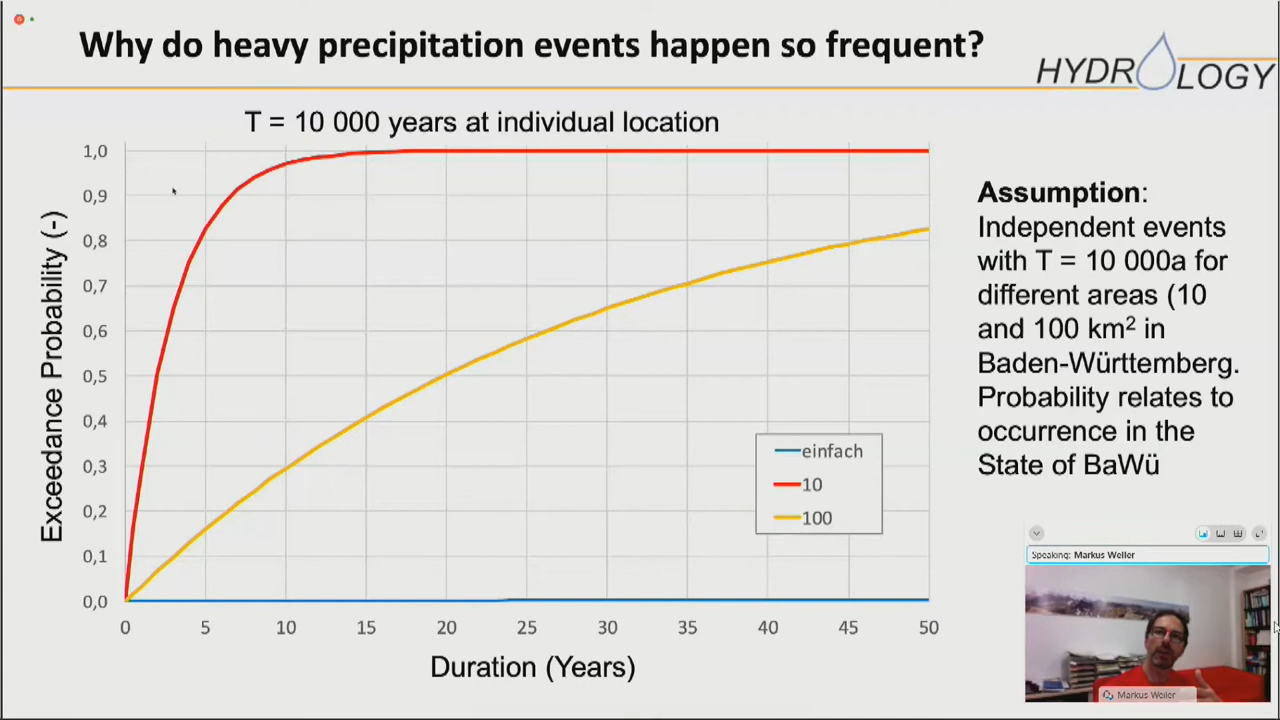 Why do heavy precipitation events happen so frequent?
HYDROLOGY
T = 10 000 years at individual location
Exceedance Probability (-)
1,0
0,9
0,8
0,7
0,6
0,5
0,4
0,3
0,2
0,1
0,0
0 5 10 15 20 25 30 35 40 45 50
Duration (Years)
einfach
10
100
Assumption:
Independent events
with T = 10 000a for
different areas (10
and 100 km² in
Baden-Württemberg.
Probability relates to
occurrence in the
State of BaWü
Speaking: Markus Weiler
Markus Weiler